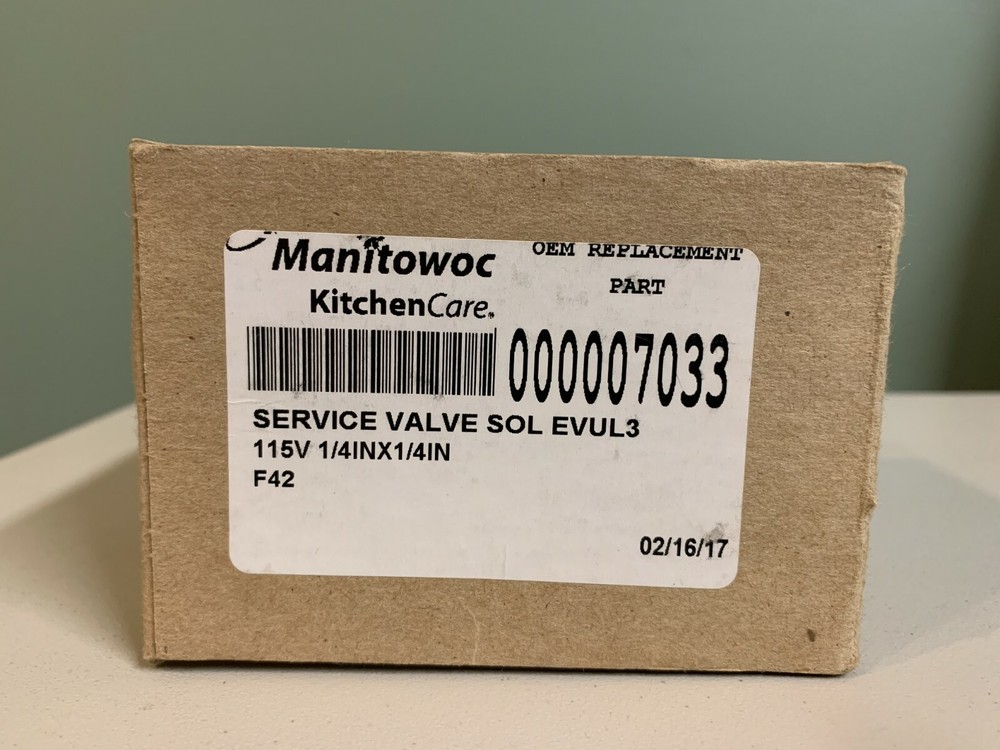 Manitowoc
KitchenCare
OEM REPLACEMENT
PART
000007033
SERVICE VALVE SOL EVUL3
115V 1/4INX1/4IN
F42
02/16/17